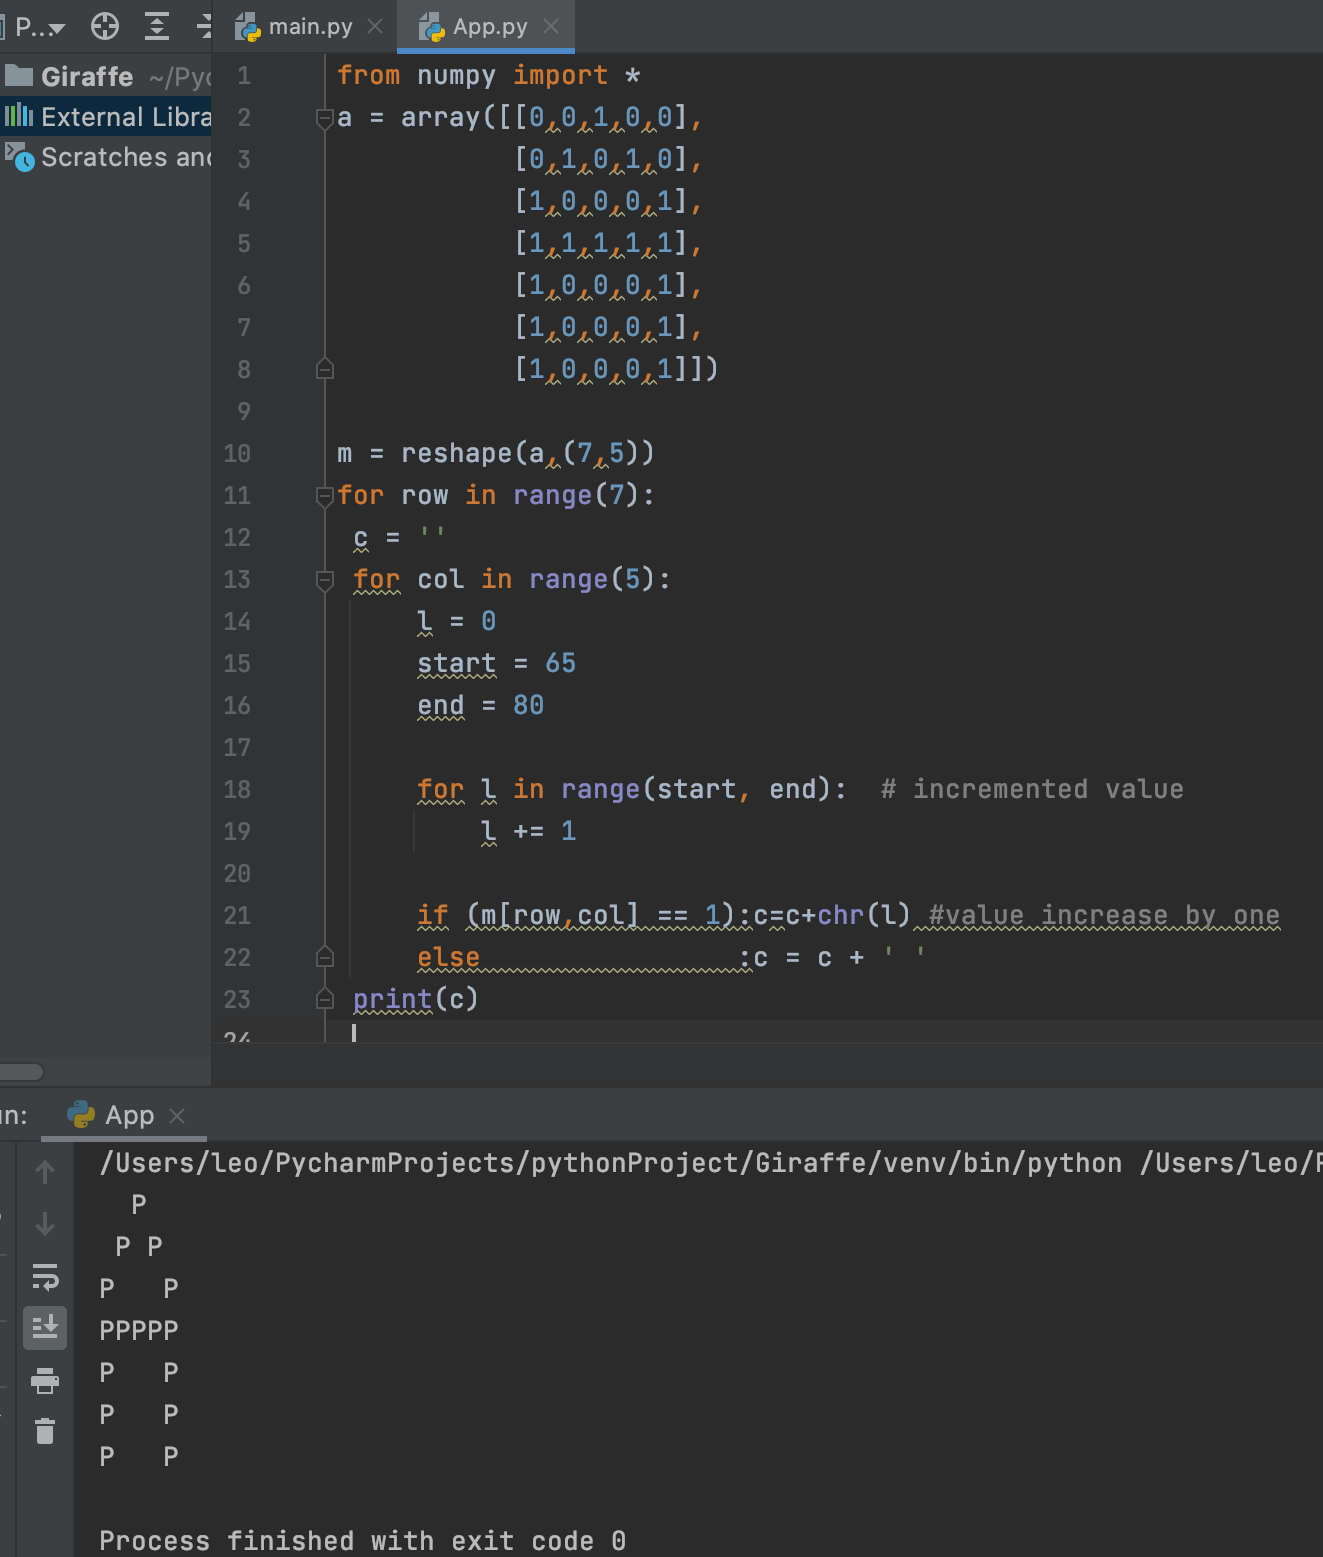 P... main.py App.py
Giraffe ~/Pyc
External Libra
Scratches and
1 from numpy import *
2 a = array([[0,0,1,0,0],
3 [0,1,0,1,0],
4 [1,0,0,0,1],
5 [1,1,1,1,1],
6 [1,0,0,0,1],
7 [1,0,0,0,1],
8 [1,0,0,0,1]])
9
10 m = reshape(a,(7,5))
11 for row in range(7):
12 c = ''
13 for col in range(5):
14 l = 0
15 start = 65
16 end = 80
17
18 for l in range(start, end): # incremented value
19 l += 1
20
21 if (m[row,col] == 1):c=c+chr(l) #value increase by one
22 else :c = c + ' '
23 print(c)
24
un: App
/Users/leo/PycharmProjects/pythonProject/Giraffe/venv/bin/python /Users/leo/P
P
P P
P P
PPPPP
P P
P P
P P
Process finished with exit code 0